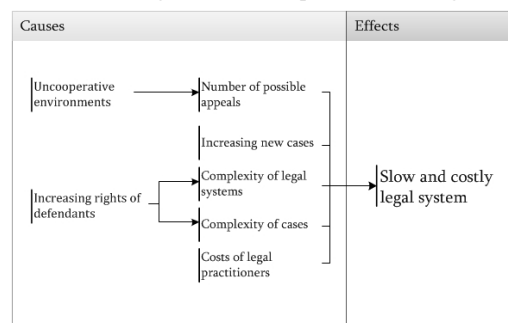 Causes
Effects
Uncooperative
environments
Number of possible
appeals
Increasing new cases
Increasing rights of
defendants
Complexity of legal
systems
Complexity of cases
Costs of legal
practitioners
Slow and costly
legal system